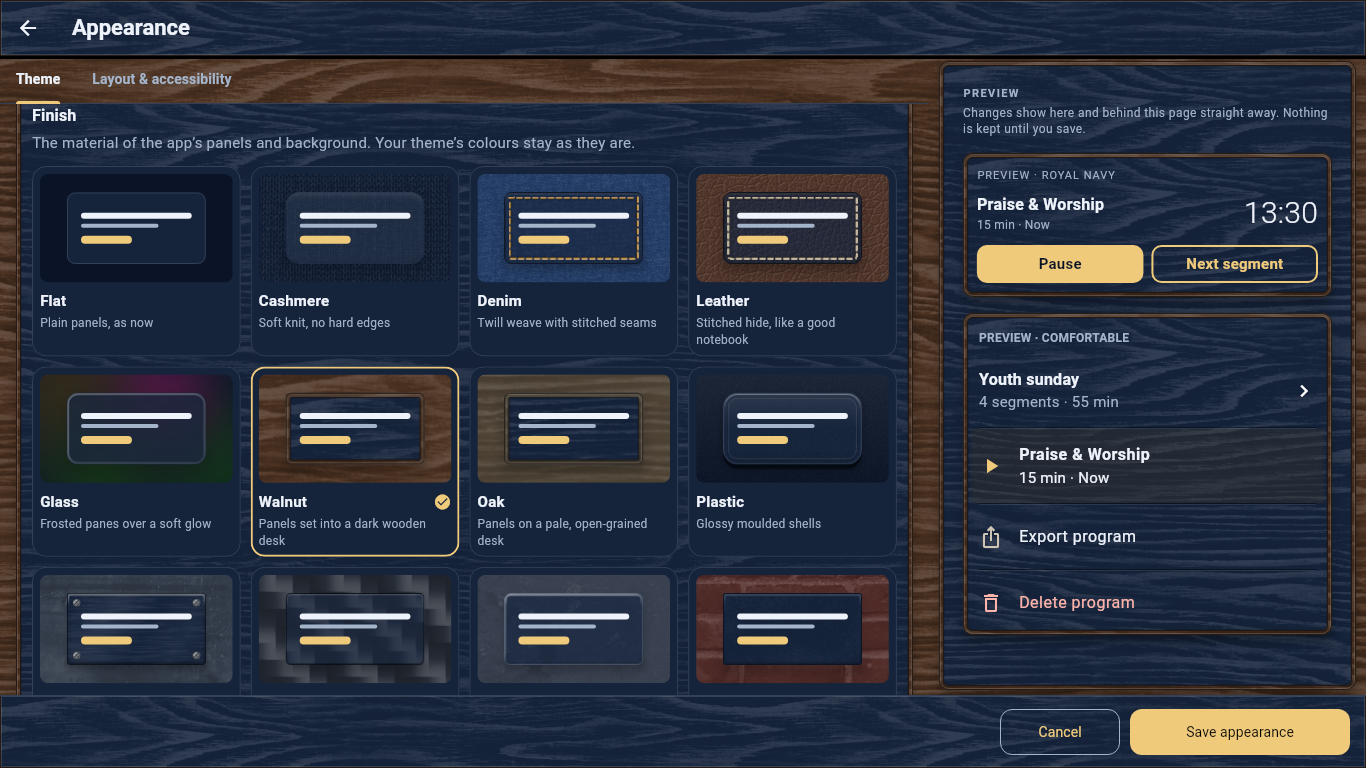 Appearance
Theme
Layout & accessibility
Finish
The material of the app’s panels and background. Your theme’s colours stay as they are.
Flat
Plain panels, as now
Cashmere
Soft knit, no hard edges
Denim
Twill weave with stitched seams
Leather
Stitched hide, like a good
notebook
Glass
Frosted panes over a soft glow
Walnut
Panels set into a dark wooden
desk
Oak
Panels on a pale, open-grained
desk
Plastic
Glossy moulded shells
PREVIEW
Changes show here and behind this page straight away. Nothing
is kept until you save.
PREVIEW · ROYAL NAVY
Praise & Worship
15 min · Now
13:30
Pause
Next segment
PREVIEW · COMFORTABLE
Youth sunday
4 segments · 55 min
Praise & Worship
15 min · Now
Export program
Delete program
Cancel
Save appearance